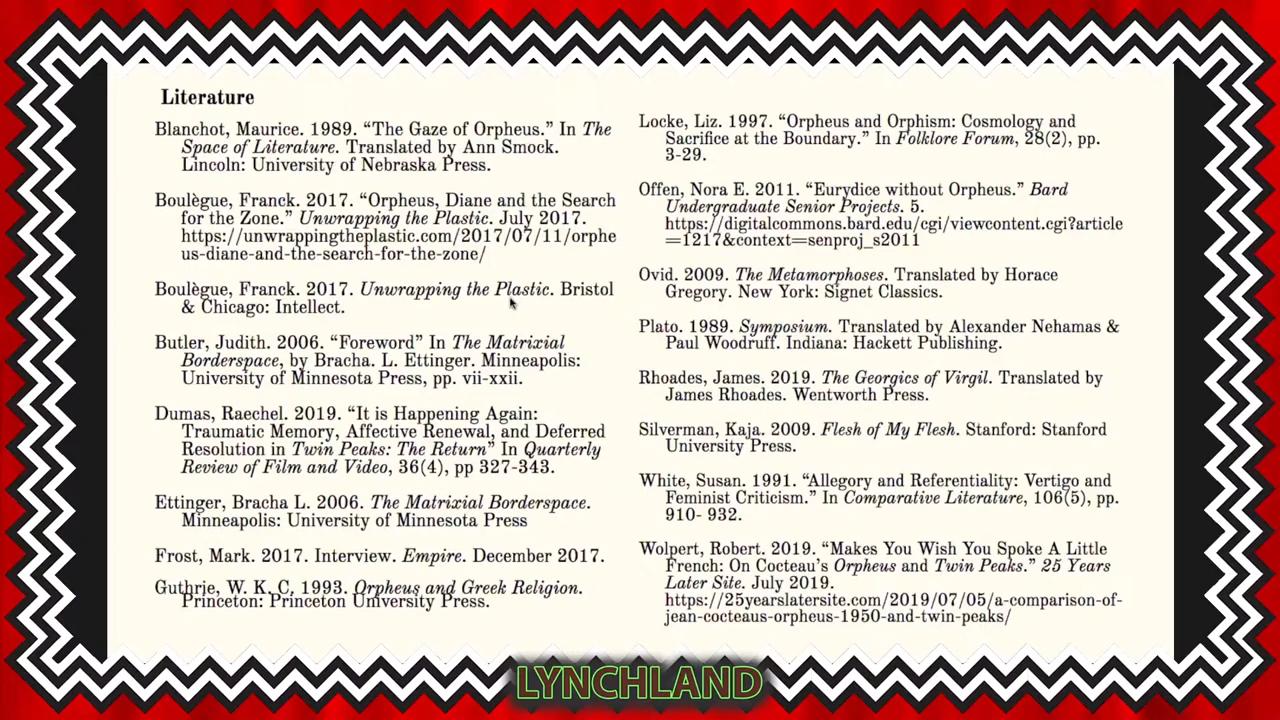 Literature
Blanchot, Maurice. 1989. “The Gaze of Orpheus.” In The
Space of Literature. Translated by Ann Smock.
Lincoln: University of Nebraska Press.
Boulègue, Franck. 2017. “Orpheus, Diane and the Search
for the Zone.” Unwrapping the Plastic. July 2017.
https://unwrappingtheplastic.com/2017/07/11/orphe
us-diane-and-the-search-for-the-zone/
Boulègue, Franck. 2017. Unwrapping the Plastic. Bristol
& Chicago: Intellect.
Butler, Judith. 2006. “Foreword” In The Matrixial
Borderspace, by Bracha. L. Ettinger. Minneapolis:
University of Minnesota Press, pp. vii-xxii.
Dumas, Raechel. 2019. “It is Happening Again:
Traumatic Memory, Affective Renewal, and Deferred
Resolution in Twin Peaks: The Return” In Quarterly
Review of Film and Video, 36(4), pp 327-343.
Ettinger, Bracha L. 2006. The Matrixial Borderspace.
Minneapolis: University of Minnesota Press
Frost, Mark. 2017. Interview. Empire. December 2017.
Guthrie, W. K. C. 1993. Orpheus and Greek Religion.
Princeton: Princeton University Press.
Locke, Liz. 1997. “Orpheus and Orphism: Cosmology and
Sacrifice at the Boundary.” In Folklore Forum, 28(2), pp.
3-29.
Offen, Nora E. 2011. “Eurydice without Orpheus.” Bard
Undergraduate Senior Projects. 5.
https://digitalcommons.bard.edu/cgi/viewcontent.cgi?article
=1217&context=senproj_s2011
Ovid. 2009. The Metamorphoses. Translated by Horace
Gregory. New York: Signet Classics.
Plato. 1989. Symposium. Translated by Alexander Nehamas &
Paul Woodruff. Indiana: Hackett Publishing.
Rhoades, James. 2019. The Georgics of Virgil. Translated by
James Rhoades. Wentworth Press.
Silverman, Kaja. 2009. Flesh of My Flesh. Stanford: Stanford
University Press.
White, Susan. 1991. “Allegory and Referentiality: Vertigo and
Feminist Criticism.” In Comparative Literature, 106(5), pp.
910- 932.
Wolpert, Robert. 2019. “Makes You Wish You Spoke A Little
French: On Cocteau’s Orpheus and Twin Peaks.” 25 Years
Later Site. July 2019.
https://25yearslatersite.com/2019/07/05/a-comparison-of-
jean-cocteaus-orpheus-1950-and-twin-peaks/
LYNCHLAND